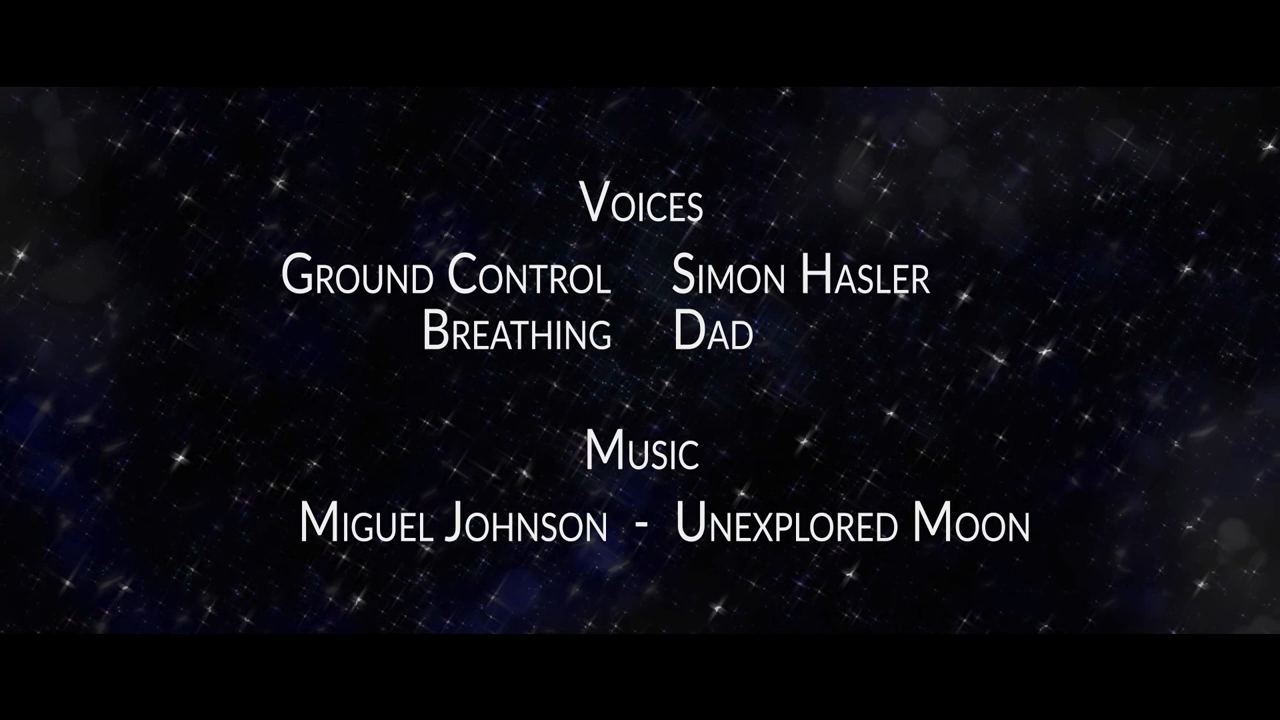 Voices
Ground Control Simon Hasler
Breathing Dad
Music
Miguel Johnson - Unexplored Moon